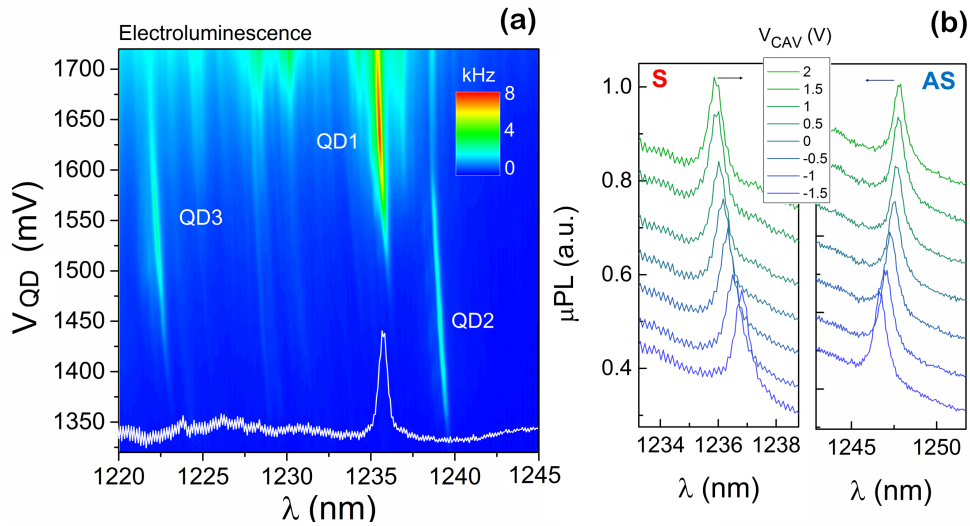 (a)
Electroluminescence
kHz
8
4
0
QD1
QD3
QD2
1700
1650
1600
1550
1500
1450
1400
1350
V_QD (mV)
1220 1225 1230 1235 1240 1245
λ (nm)
(b)
V_CAV (V)
S
AS
2
1.5
1
0.5
0
-0.5
-1
-1.5
1.0
0.8
0.6
0.4
μPL (a.u.)
1234 1236 1238
λ (nm)
1245 1250
λ (nm)